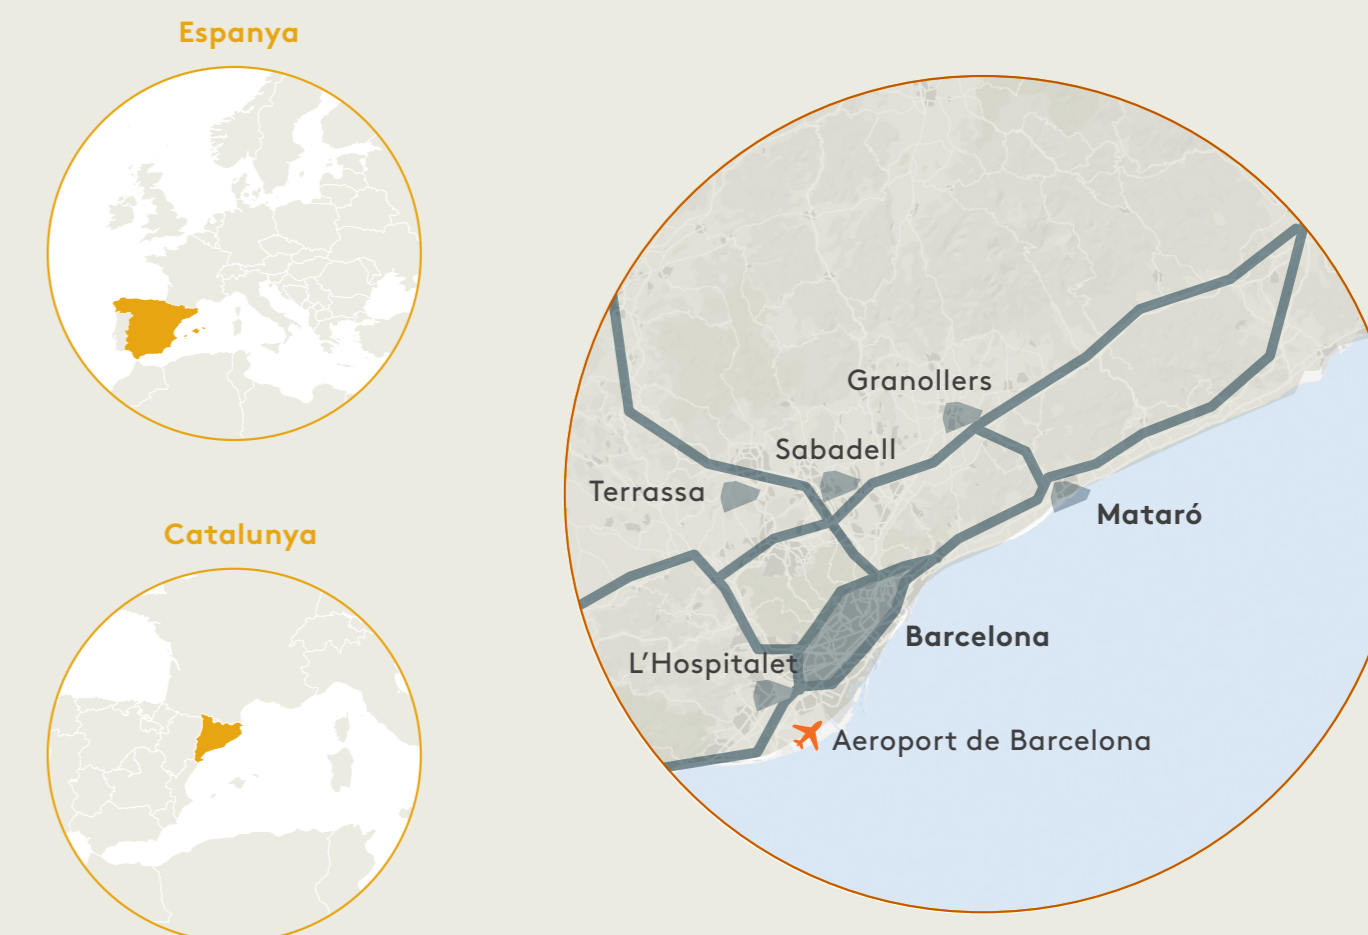 Espanya
Catalunya
Granollers
Sabadell
Terrassa
Mataró
Barcelona
L’Hospitalet
Aeroport de Barcelona